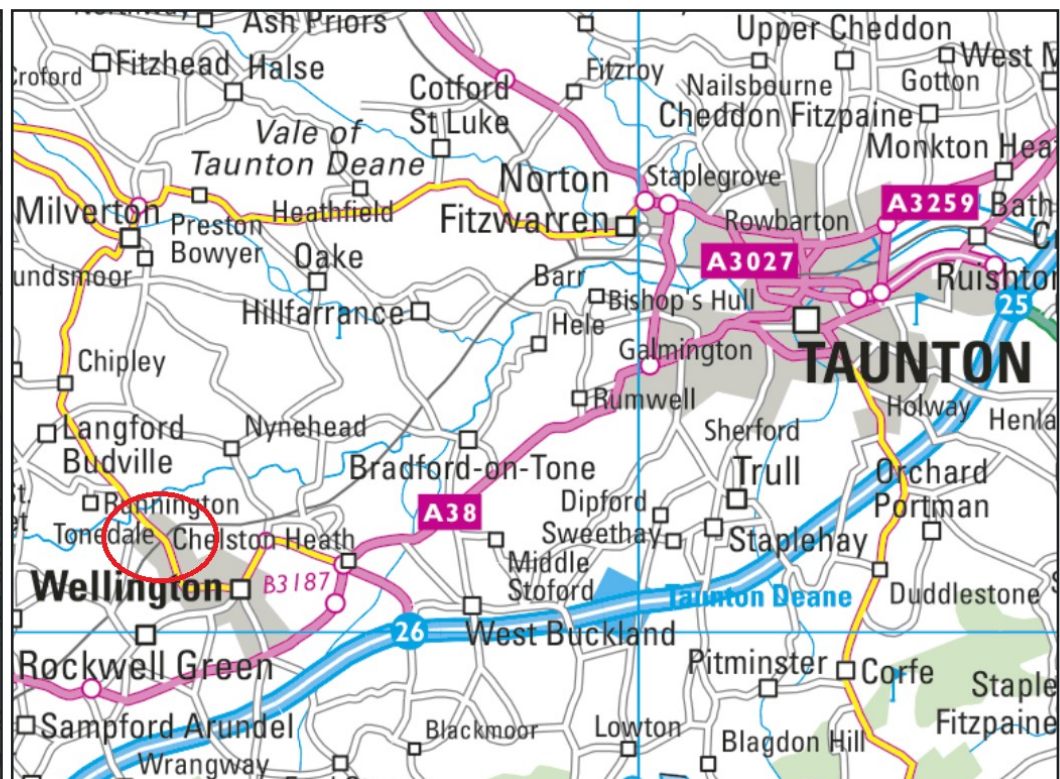 Ash Priors
Upper Cheddon
Croford
Fitzhead
Halse
Cotford
St Luke
Fitzroy
Nailsbourne
Gotton
West M
Cheddon Fitzpaine
Vale of
Taunton Deane
Monkton Hea
Norton
Fitzwarren
Staplegrove
Milverton
Preston
Bowyer
Heathfield
Rowbarton
A3259
Bath
undsmoor
Oake
A3027
Ruishton
Barr
Bishop's Hull
25
Hillfarrance
Hele
Galmington
TAUNTON
Chipley
Rumwell
Holway
Henla
Langford
Budville
Nynehead
Sherford
Bradford-on-Tone
Trull
Orchard
Portman
St.
et
Runnington
A38
Dipford
Tonedale
Chelston Heath
Sweethay
Staplehay
Middle
Stoford
Wellington
B3187
Taunton Deane
Duddlestone
S
26
West Buckland
Rockwell Green
Pitminster
Corfe
Staple
Fitzpaine
Sampford Arundel
Blackmoor
Lowton
Blagdon Hill
Wrangway